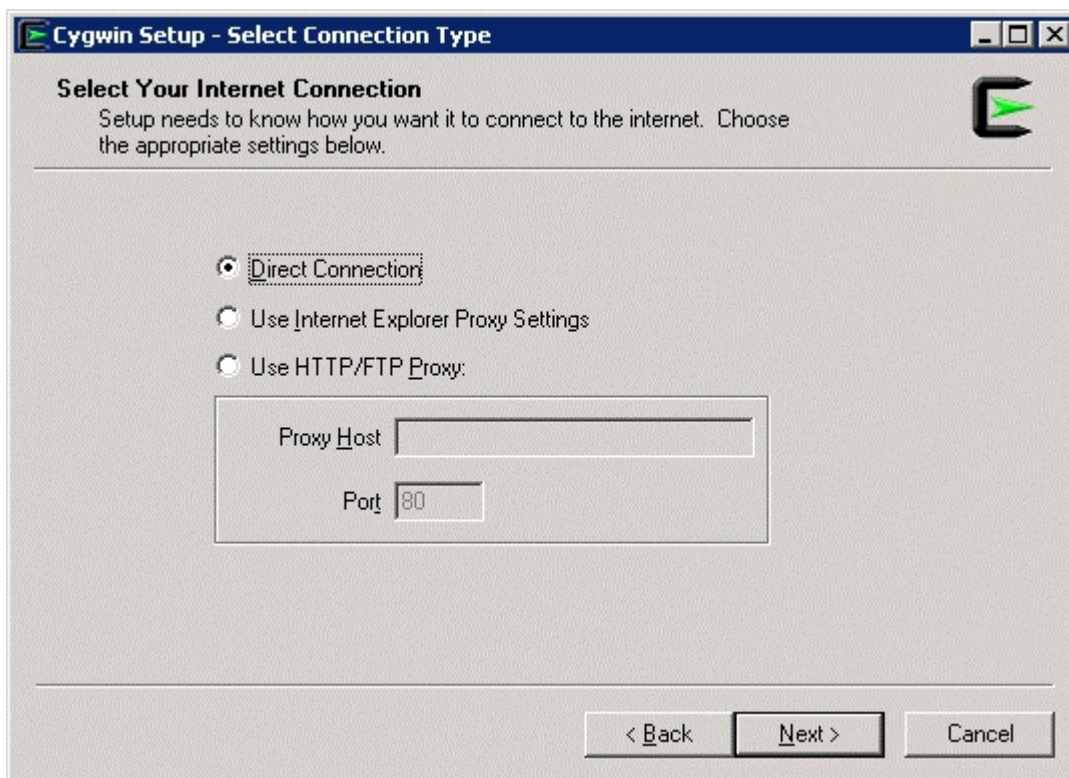 Cygwin Setup - Select Connection Type
Select Your Internet Connection
Setup needs to know how you want it to connect to the internet.  Choose
the appropriate settings below.
Direct Connection
Use Internet Explorer Proxy Settings
Use HTTP/FTP Proxy:
Proxy Host
Port 80
< Back Next > Cancel